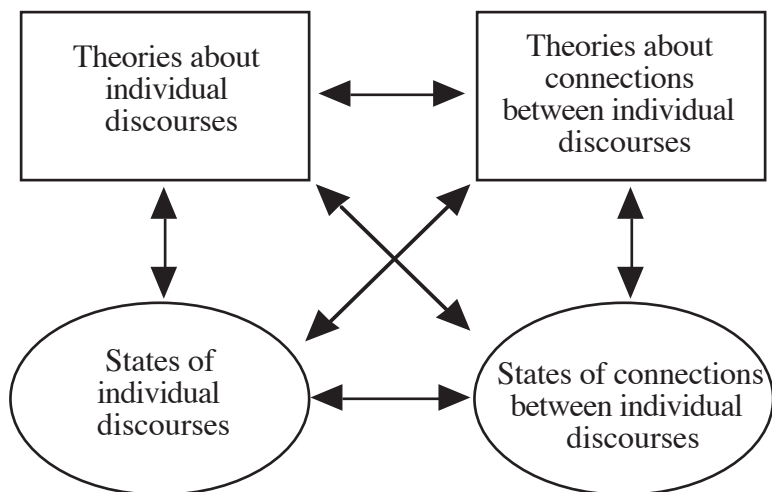 Theories about
individual
discourses
Theories about
connections
between individual
discourses
States of
individual
discourses
States of connections
between individual
discourses